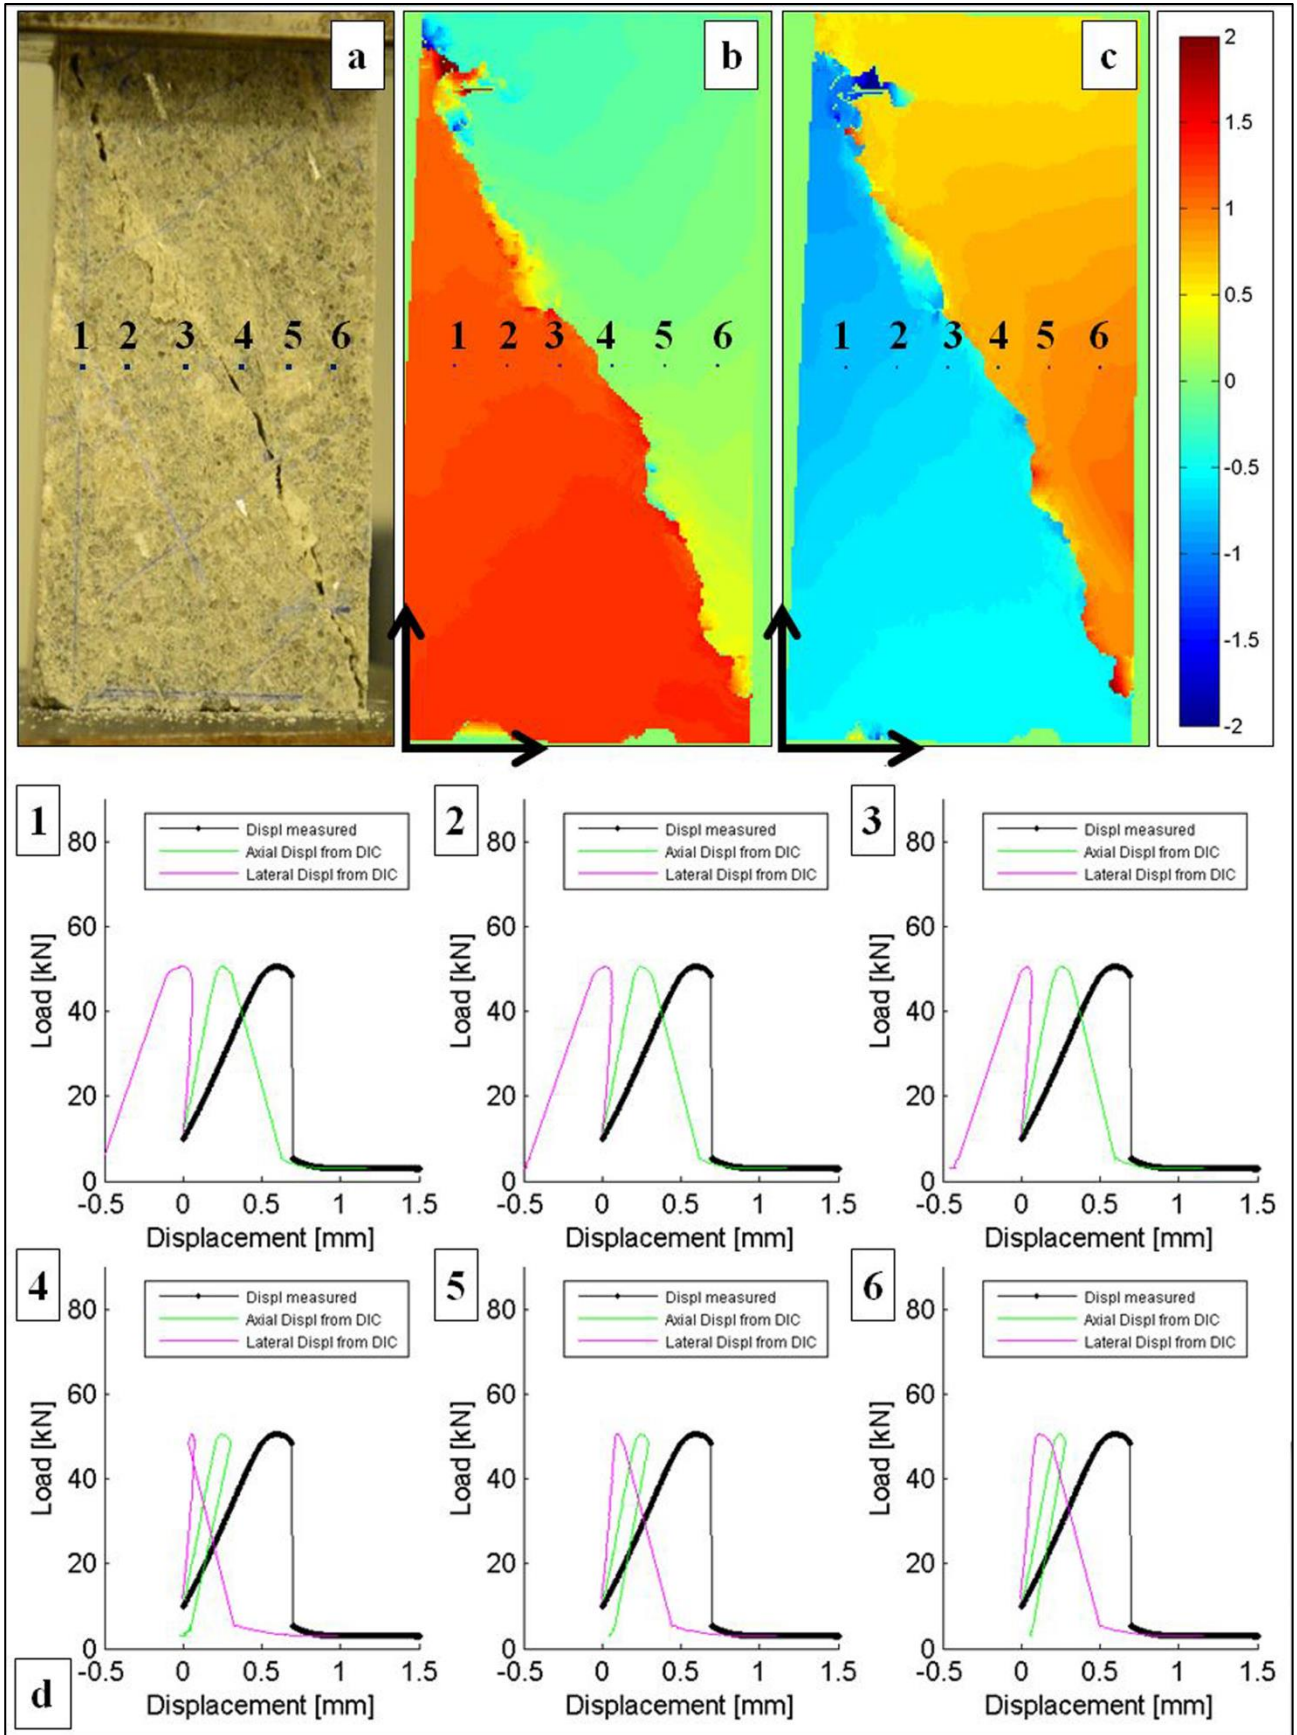 a
b
c
2
1.5
1
0.5
0
-0.5
-1
-1.5
-2
1 2 3 4 5 6
1 2 3 4 5 6
1 2 3 4 5 6
1
80
60
40
20
0
Load [kN]
Displ measured
Axial Displ from DIC
Lateral Displ from DIC
-0.5 0 0.5 1 1.5
Displacement [mm]
2
80
60
40
20
0
Load [kN]
Displ measured
Axial Displ from DIC
Lateral Displ from DIC
-0.5 0 0.5 1 1.5
Displacement [mm]
3
80
60
40
20
0
Load [kN]
Displ measured
Axial Displ from DIC
Lateral Displ from DIC
-0.5 0 0.5 1 1.5
Displacement [mm]
4
80
60
40
20
0
Load [kN]
Displ measured
Axial Displ from DIC
Lateral Displ from DIC
-0.5 0 0.5 1 1.5
Displacement [mm]
5
80
60
40
20
0
Load [kN]
Displ measured
Axial Displ from DIC
Lateral Displ from DIC
-0.5 0 0.5 1 1.5
Displacement [mm]
6
80
60
40
20
0
Load [kN]
Displ measured
Axial Displ from DIC
Lateral Displ from DIC
-0.5 0 0.5 1 1.5
Displacement [mm]
d